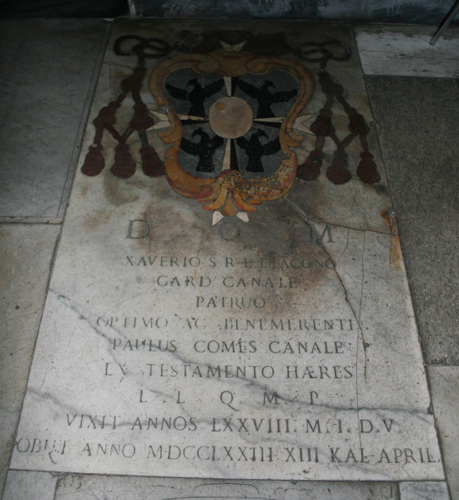 D O M
XAVERIO S R E DIACONO
CARD CANALE
PATRUO
OPTIMO AC BENEMERENTI
PAULUS COMES CANALE
EX TESTAMENTO HÆRES
L L Q M P
VIXIT ANNOS LXXVIII. M. I. D. V.
OBIIT ANNO MDCCLXXIII XIII KAL APRIL.